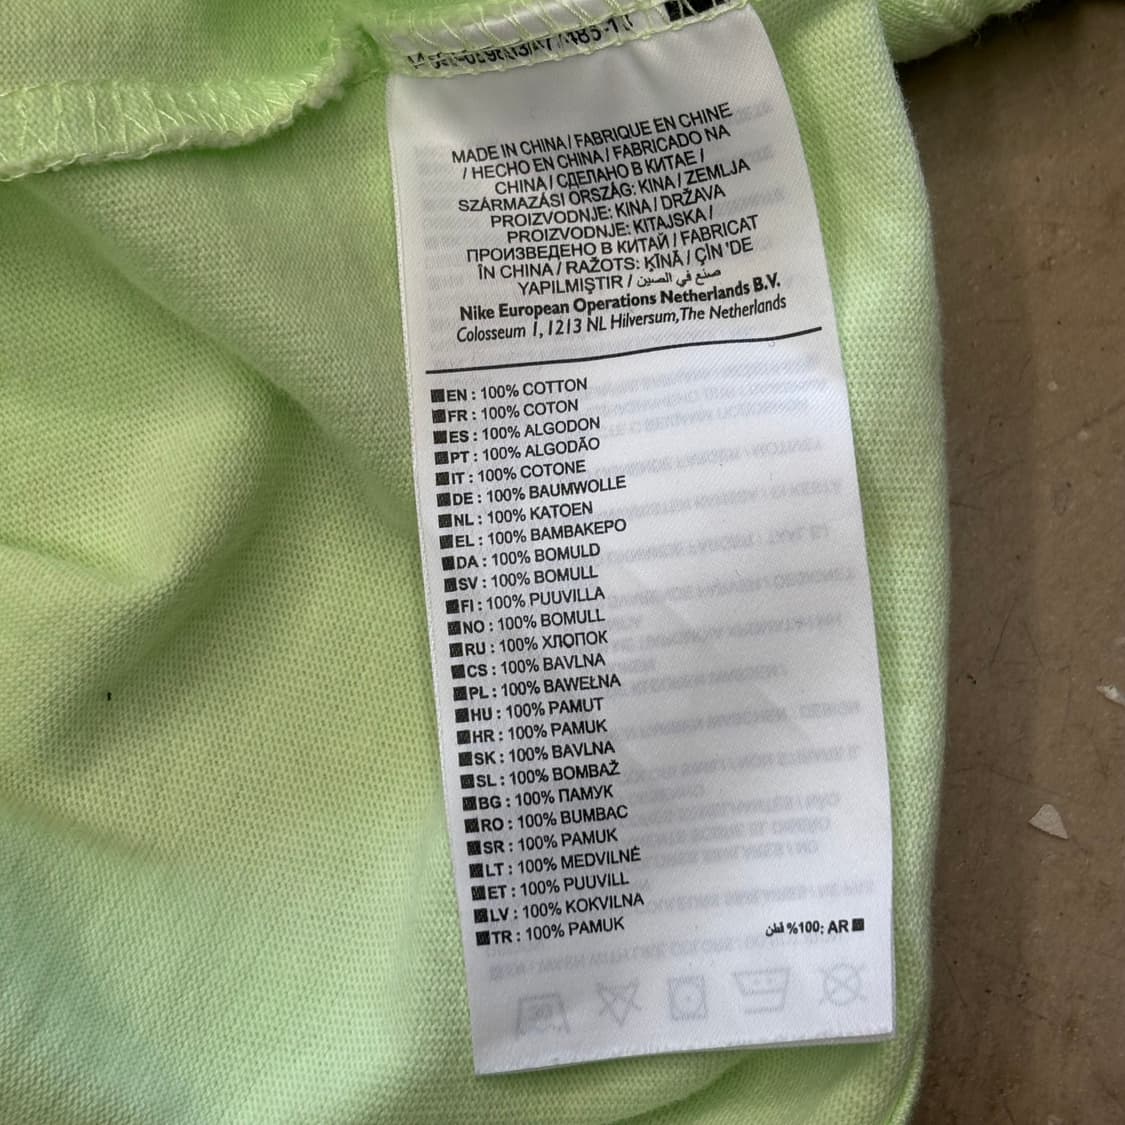 MADE IN CHINA / FABRIQUE EN CHINE
/ HECHO EN CHINA / FABRICADO NA
CHINA / СДЕЛАНО В КИТАЕ /
SZÁRMAZÁSI ORSZÁG: KINA / ZEMLJA
PROIZVODNJE: KINA / DRŽAVA
PROIZVODNJE: KITAJSKA /
ПРОИЗВЕДЕНО В КИТАЙ / FABRICAT
ÎN CHINA / RAŽOTS: ĶĪNĀ / ÇİN 'DE
YAPILMIŞTIR / صنع في الصين
Nike European Operations Netherlands B.V.
Colosseum 1, 1213 NL Hilversum, The Netherlands
EN : 100% COTTON
FR : 100% COTON
ES : 100% ALGODON
PT : 100% ALGODÃO
IT : 100% COTONE
DE : 100% BAUMWOLLE
NL : 100% KATOEN
EL : 100% ΒΑΜΒΑΚΕΡΟ
DA : 100% BOMULD
SV : 100% BOMULL
FI : 100% PUUVILLA
NO : 100% BOMULL
RU : 100% ХЛОПОК
CS : 100% BAVLNA
PL : 100% BAWEŁNA
HU : 100% PAMUT
HR : 100% PAMUK
SK : 100% BAVLNA
SL : 100% BOMBAŽ
BG : 100% ПАМУК
RO : 100% BUMBAC
SR : 100% PAMUK
LT : 100% MEDVILNĖ
ET : 100% PUUVILL
LV : 100% KOKVILNA
TR : 100% PAMUK
قطن %100: AR
30